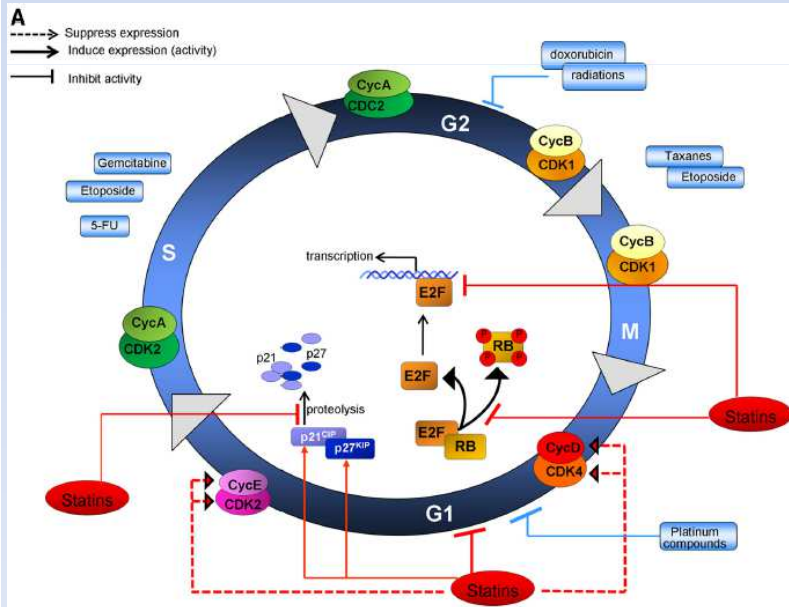 A
Suppress expression
Induce expression (activity)
Inhibit activity
doxorubicin
radiations
CycA
CDC2
G2
CycB
CDK1
Taxanes
Etoposide
Gemcitabine
Etoposide
5-FU
S
CycB
CDK1
transcription
E2F
M
CycA
CDK2
p21
p27
P
P
RB
P
P
E2F
proteolysis
p21CIP
p27KIP
E2F
RB
Statins
CycD
CDK4
CycE
CDK2
Statins
G1
Platinum
compounds
Statins